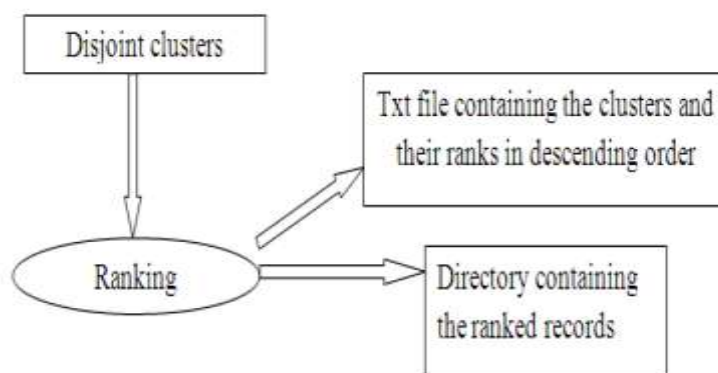 Disjoint clusters
Txt file containing the clusters and
their ranks in descending order
Ranking
Directory containing
the ranked records